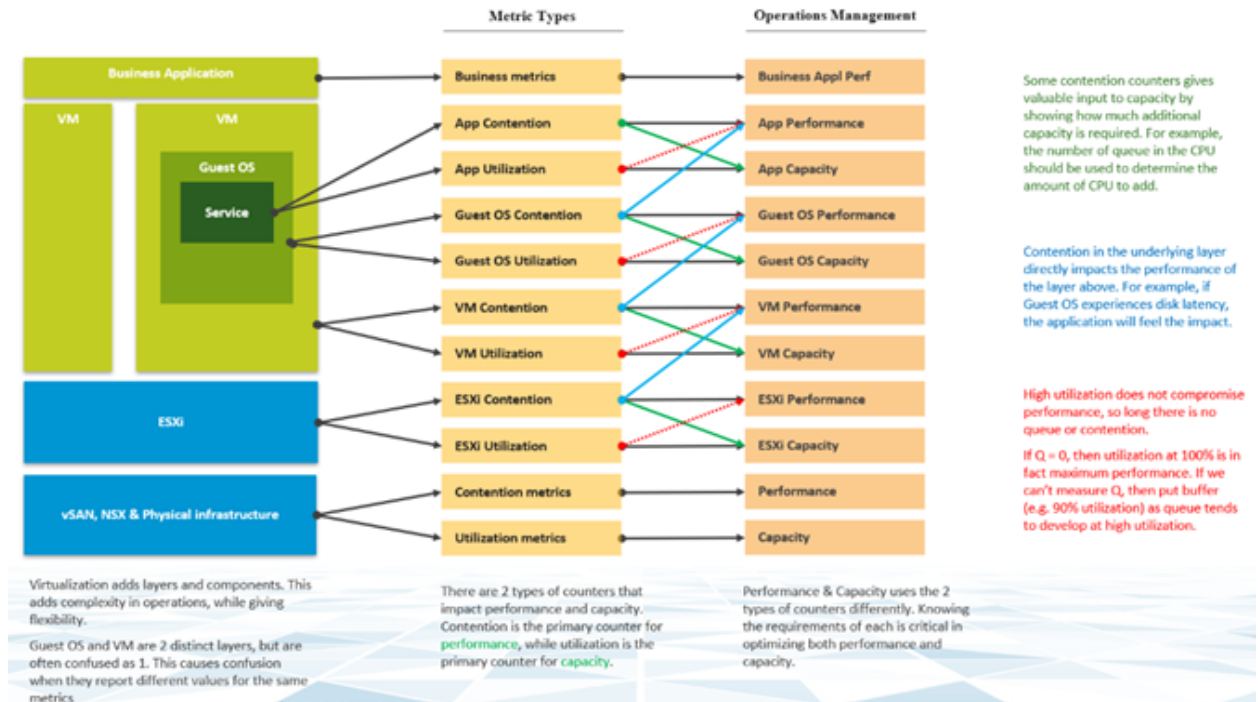 Metric Types
Operations Management
Business Application
VM
VM
Guest OS
Service
ESXi
vSAN, NSX & Physical infrastructure
Business metrics
App Contention
App Utilization
Guest OS Contention
Guest OS Utilization
VM Contention
VM Utilization
ESXi Contention
ESXi Utilization
Contention metrics
Utilization metrics
Business Appl Perf
App Performance
App Capacity
Guest OS Performance
Guest OS Capacity
VM Performance
VM Capacity
ESXi Performance
ESXi Capacity
Performance
Capacity
Some contention counters gives
valuable input to capacity by
showing how much additional
capacity is required. For example,
the number of queue in the CPU
should be used to determine the
amount of CPU to add.
Contention in the underlying layer
directly impacts the performance of
the layer above. For example, if
Guest OS experiences disk latency,
the application will feel the impact.
High utilization does not compromise
performance, so long there is no
queue or contention.
If Q = 0, then utilization at 100% is in
fact maximum performance. If we
can't measure Q, then put buffer
(e.g. 90% utilization) as queue tends
to develop at high utilization.
Virtualization adds layers and components. This
adds complexity in operations, while giving
flexibility.
Guest OS and VM are 2 distinct layers, but are
often confused as 1. This causes confusion
when they report different values for the same
metrics
There are 2 types of counters that
impact performance and capacity.
Contention is the primary counter for
performance, while utilization is the
primary counter for capacity.
Performance & Capacity uses the 2
types of counters differently. Knowing
the requirements of each is critical in
optimizing both performance and
capacity.